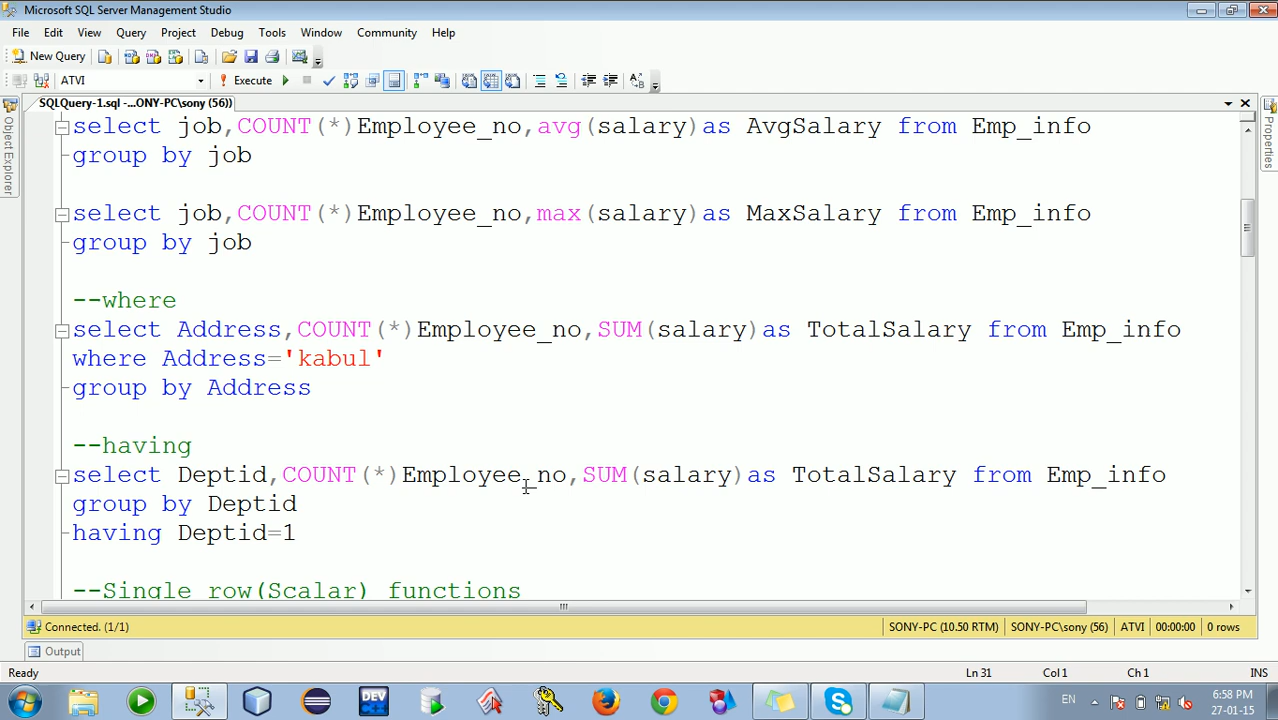 Microsoft SQL Server Management Studio
File Edit View Query Project Debug Tools Window Community Help
New Query
ATVI Execute
SQLQuery-1.sql -...ONY-PC\sony (56))
Object Explorer
Properties
select job,COUNT(*)Employee_no,avg(salary)as AvgSalary from Emp_info
group by job
select job,COUNT(*)Employee_no,max(salary)as MaxSalary from Emp_info
group by job
--where
select Address,COUNT(*)Employee_no,SUM(salary)as TotalSalary from Emp_info
where Address='kabul'
group by Address
--having
select Deptid,COUNT(*)Employee_no,SUM(salary)as TotalSalary from Emp_info
group by Deptid
having Deptid=1
--Single row(Scalar) functions
Connected. (1/1) SONY-PC (10.50 RTM) SONY-PC\sony (56) ATVI 00:00:00 0 rows
Output
Ready Ln 31 Col 1 Ch 1 INS
DEV
EN 6:58 PM
27-01-15